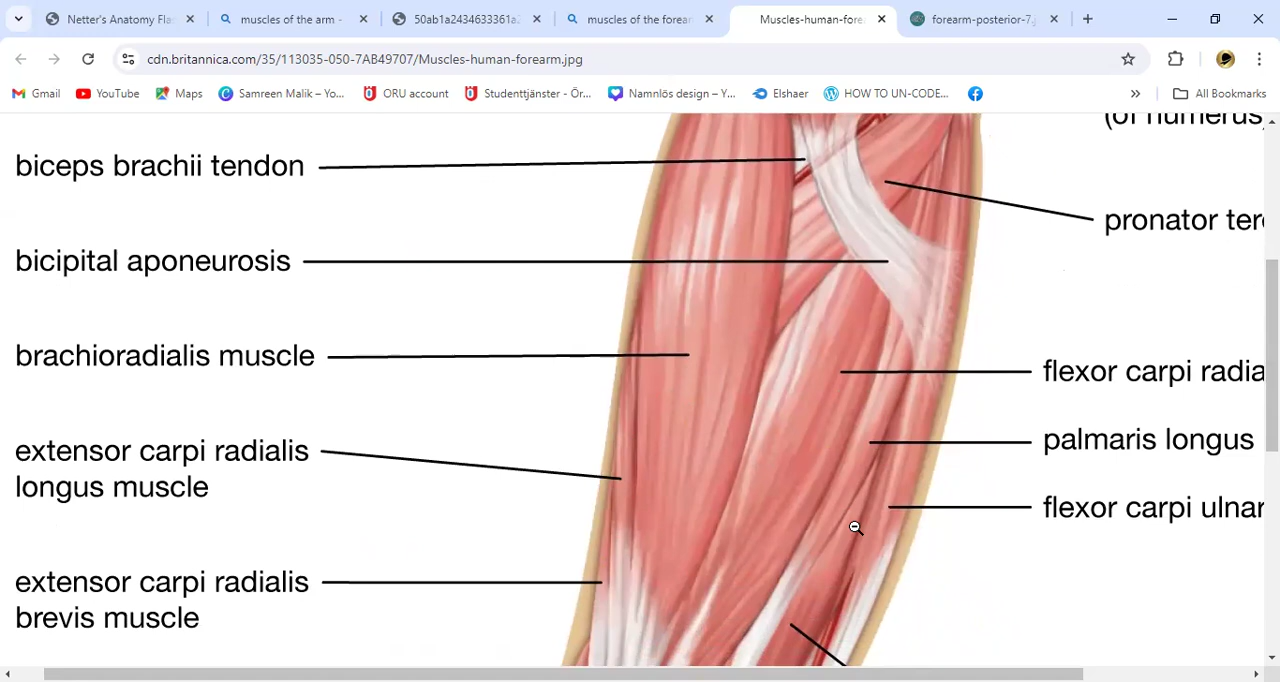 Netter's Anatomy Fla
muscles of the arm -
50ab1a2434633361a2
muscles of the forear
Muscles-human-fore
forearm-posterior-7.j
cdn.britannica.com/35/113035-050-7AB49707/Muscles-human-forearm.jpg
Gmail
YouTube
Maps
Samreen Malik – Yo...
ORU account
Studenttjänster - Ör...
Namnlös design – Y...
Elshaer
HOW TO UN-CODE...
All Bookmarks
(of humerus)
biceps brachii tendon
pronator tere
bicipital aponeurosis
brachioradialis muscle
flexor carpi radia
palmaris longus
extensor carpi radialis
longus muscle
flexor carpi ulnar
extensor carpi radialis
brevis muscle